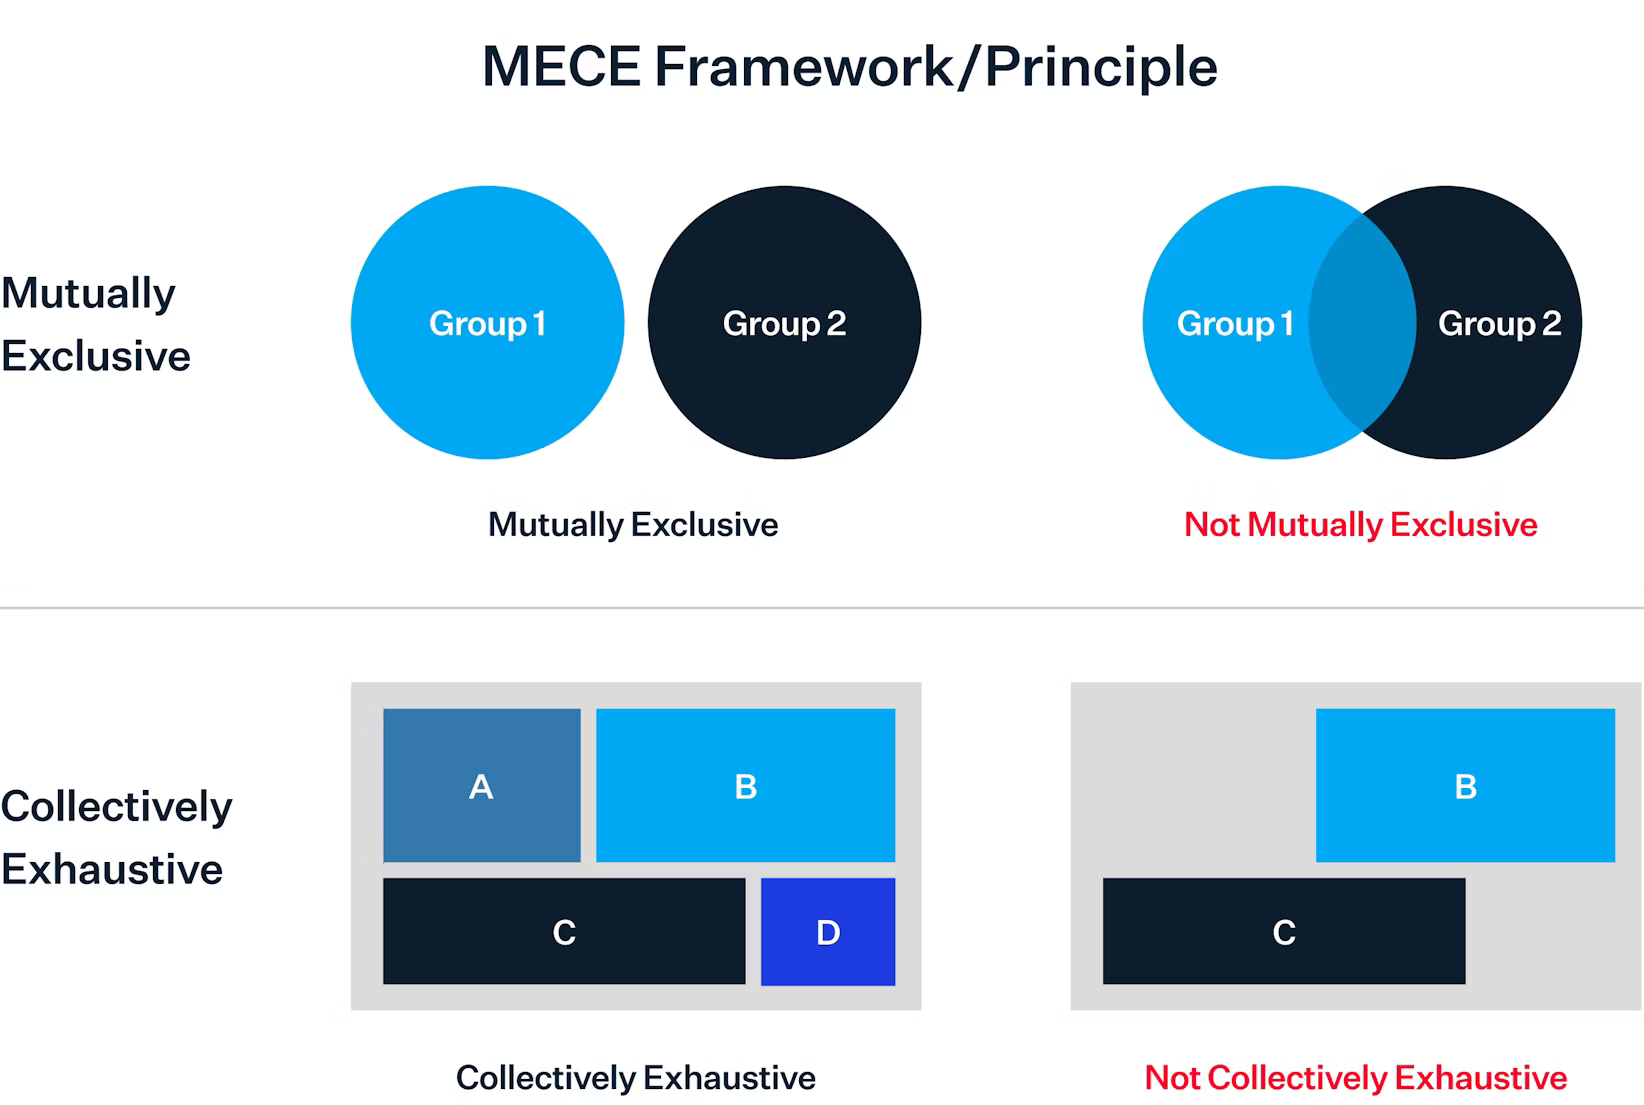 MECE Framework/Principle
Mutually
Exclusive
Group 1
Group 2
Group 1
Group 2
Mutually Exclusive
Not Mutually Exclusive
Collectively
Exhaustive
A
B
C
D
B
C
Collectively Exhaustive
Not Collectively Exhaustive